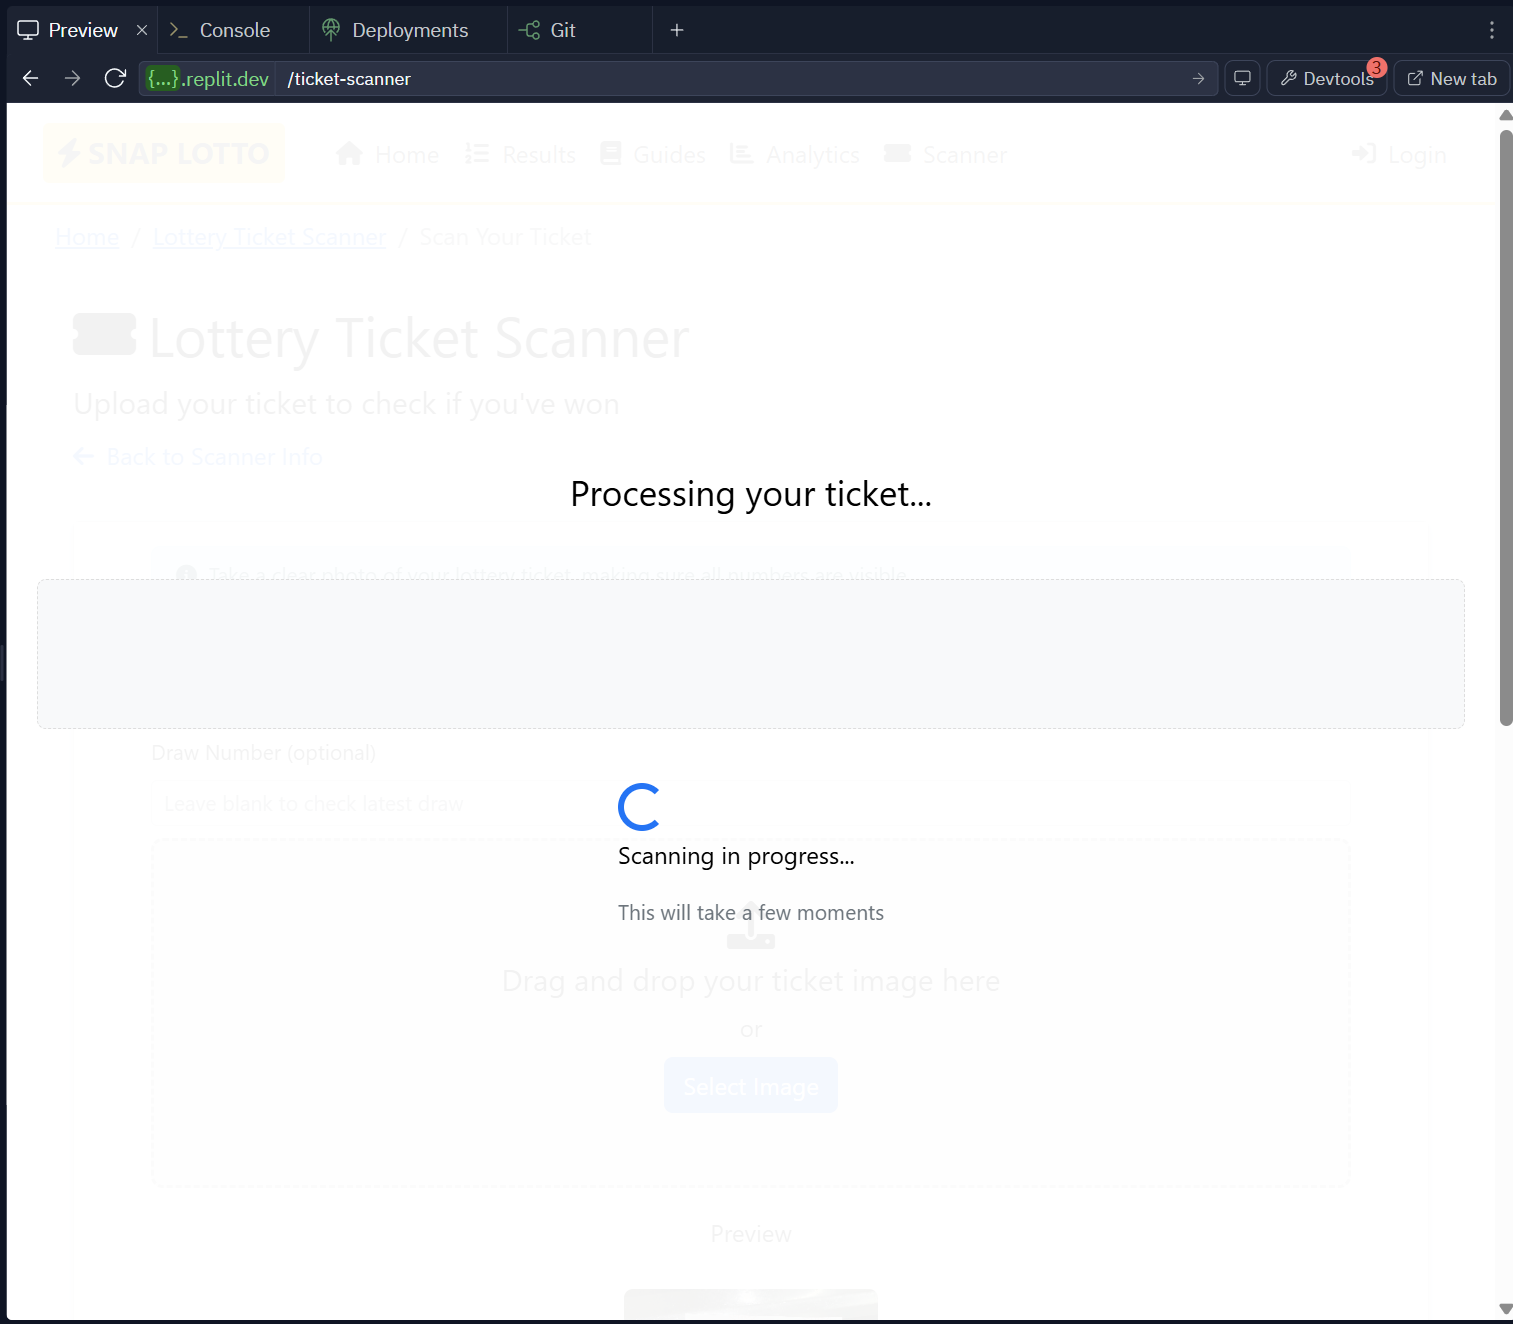 Preview
Console
Deployments
Git
{...}.replit.dev
/ticket-scanner
Devtools
3
New tab
SNAP LOTTO
Home
Results
Guides
Analytics
Scanner
Login
Home / Lottery Ticket Scanner / Scan Your Ticket
Lottery Ticket Scanner
Upload your ticket to check if you've won
Back to Scanner Info
Processing your ticket...
Take a clear photo of your lottery ticket, making sure all numbers are visible
Draw Number (optional)
Leave blank to check latest draw
Scanning in progress...
This will take a few moments
Drag and drop your ticket image here
or
Select Image
Preview